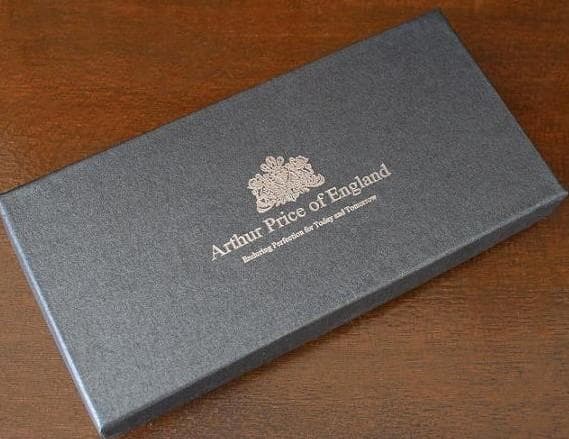 Arthur Price of England
Enduring Perfection for Today and Tomorrow